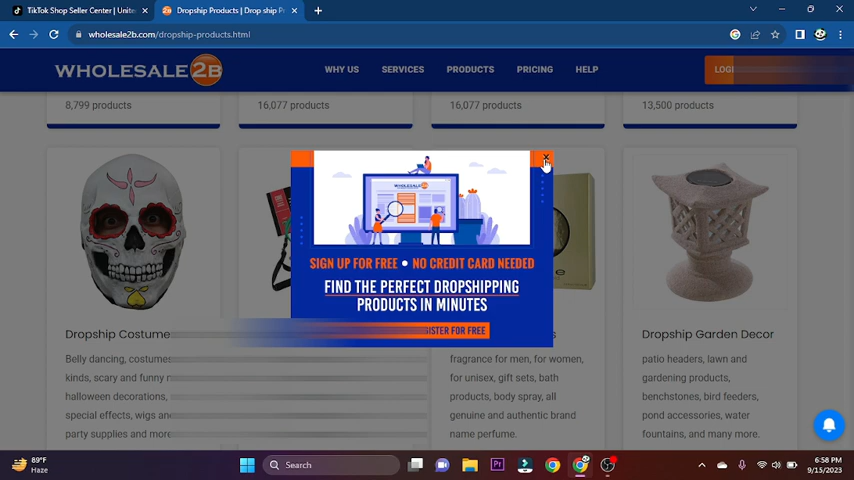 TikTok Shop Seller Center | Unite
Dropship Products | Drop ship Pr
wholesale2b.com/dropship-products.html
WHOLESALE 2B
WHY US
SERVICES
PRODUCTS
PRICING
HELP
8,799 products
16,077 products
16,077 products
13,500 products
WHOLESALE2B
SIGN UP FOR FREE • NO CREDIT CARD NEEDED
FIND THE PERFECT DROPSHIPPING
PRODUCTS IN MINUTES
FOR FREE
Dropship Costume
Belly dancing, costumes
kinds, scary and funny
halloween decorations,
special effects, wigs an
party supplies and more
fragrance for men, for women,
for unisex, gift sets, bath
products, body spray, all
genuine and authentic brand
name perfume.
Dropship Garden Decor
patio headers, lawn and
gardening products,
benchstones, bird feeders,
pond accessories, water
fountains, and many more.
89°F
Haze
Search
Pr
6:58 PM
9/15/2023